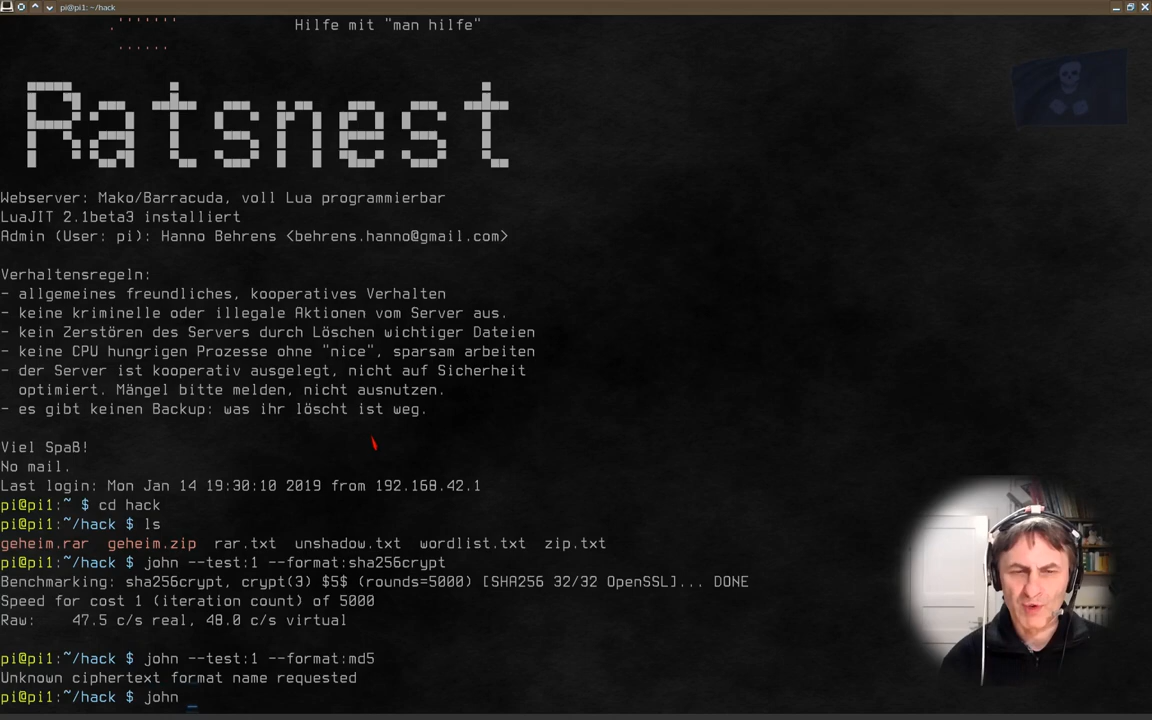 pi@pi1: ~/hack
Hilfe mit "man hilfe"
Ratsnest
Webserver: Mako/Barracuda, voll Lua programmierbar
LuaJIT 2.1beta3 installiert
Admin (User: pi): Hanno Behrens <behrens.hanno@gmail.com>
Verhaltensregeln:
- allgemeines freundliches, kooperatives Verhalten
- keine kriminelle oder illegale Aktionen vom Server aus.
- kein Zerstören des Servers durch Löschen wichtiger Dateien
- keine CPU hungrigen Prozesse ohne "nice", sparsam arbeiten
- der Server ist kooperativ ausgelegt, nicht auf Sicherheit
optimiert. Mängel bitte melden, nicht ausnutzen.
- es gibt keinen Backup: was ihr löscht ist weg.
Viel Spaß!
No mail.
Last login: Mon Jan 14 19:30:10 2019 from 192.168.42.1
pi@pi1:~ $ cd hack
pi@pi1:~/hack $ ls
geheim.rar geheim.zip rar.txt unshadow.txt wordlist.txt zip.txt
pi@pi1:~/hack $ john --test:1 --format:sha256crypt
Benchmarking: sha256crypt, crypt(3) $5$ (rounds=5000) [SHA256 32/32 OpenSSL]... DONE
Speed for cost 1 (iteration count) of 5000
Raw: 47.5 c/s real, 48.0 c/s virtual
pi@pi1:~/hack $ john --test:1 --format:md5
Unknown ciphertext format name requested
pi@pi1:~/hack $ john _